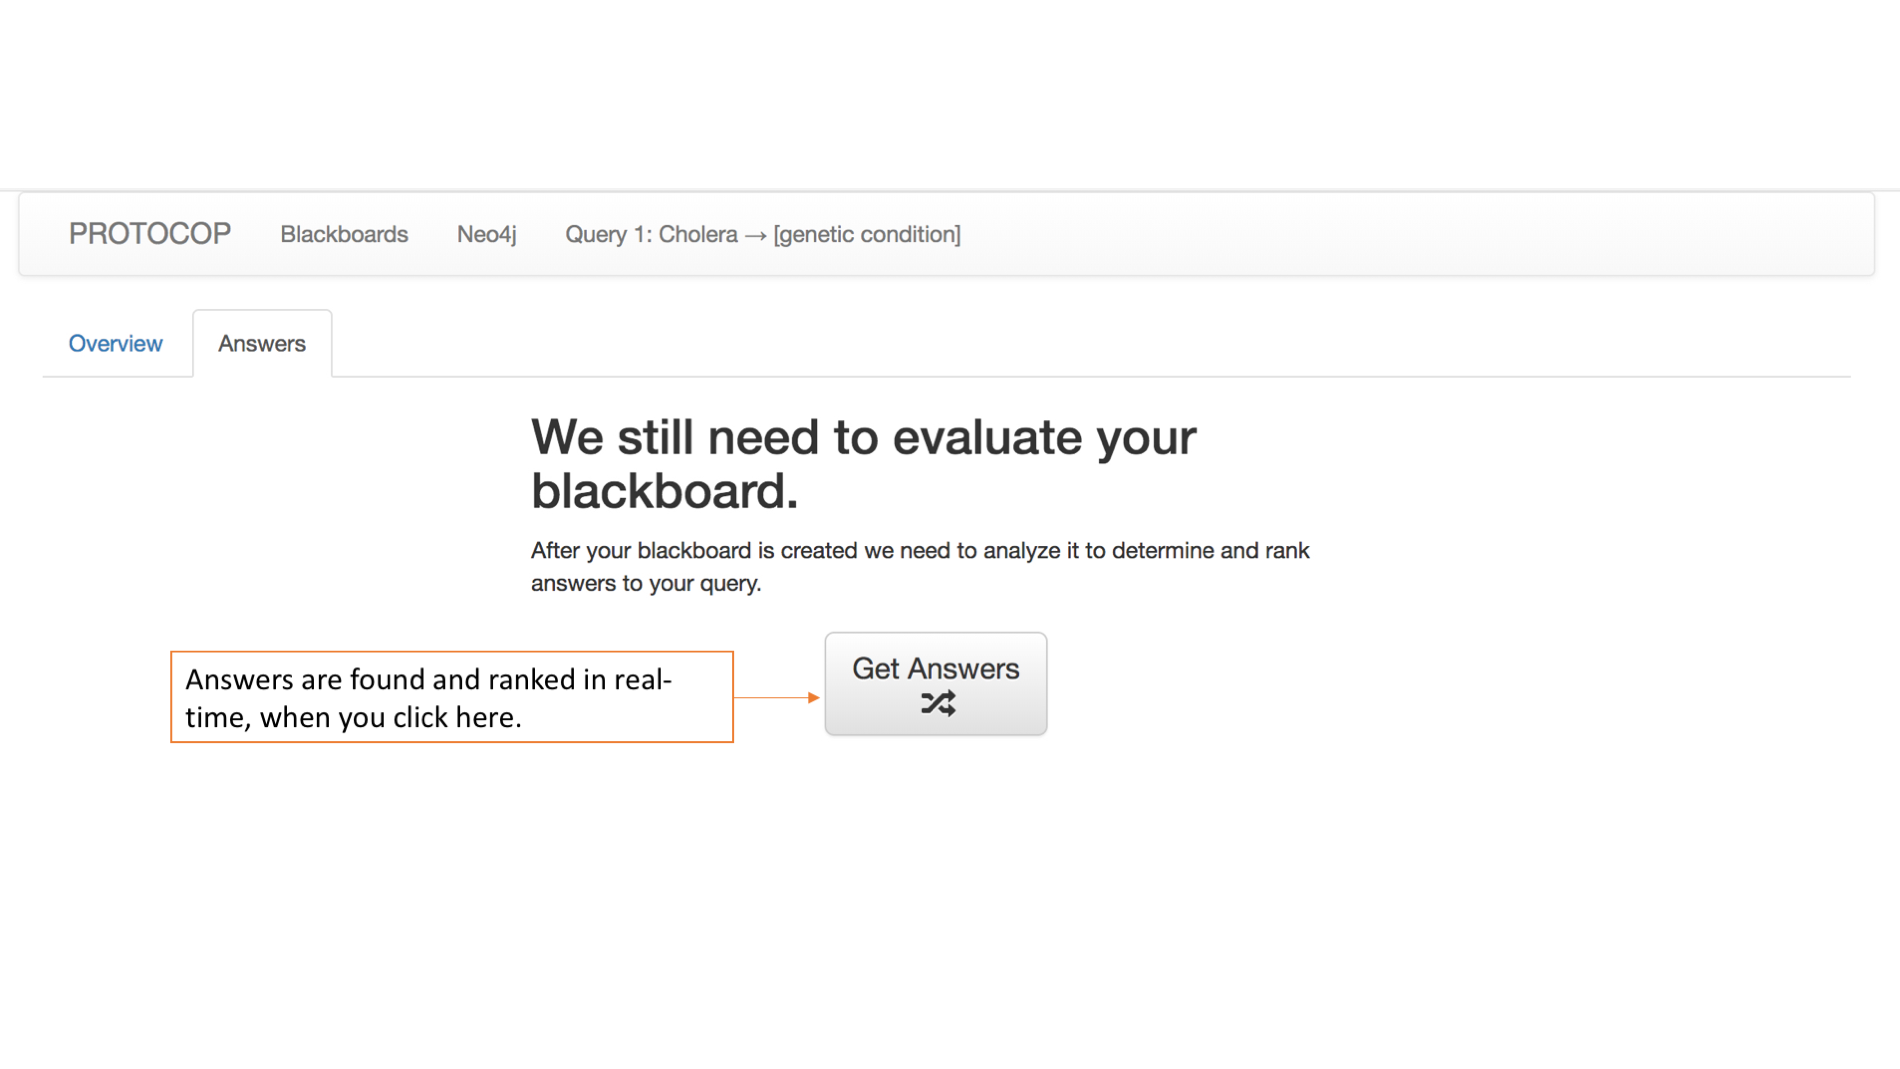 PROTOCOP Blackboards Neo4j Query 1: Cholera → [genetic condition]
Overview Answers
We still need to evaluate your
blackboard.
After your blackboard is created we need to analyze it to determine and rank
answers to your query.
Get Answers
Answers are found and ranked in real-
time, when you click here.